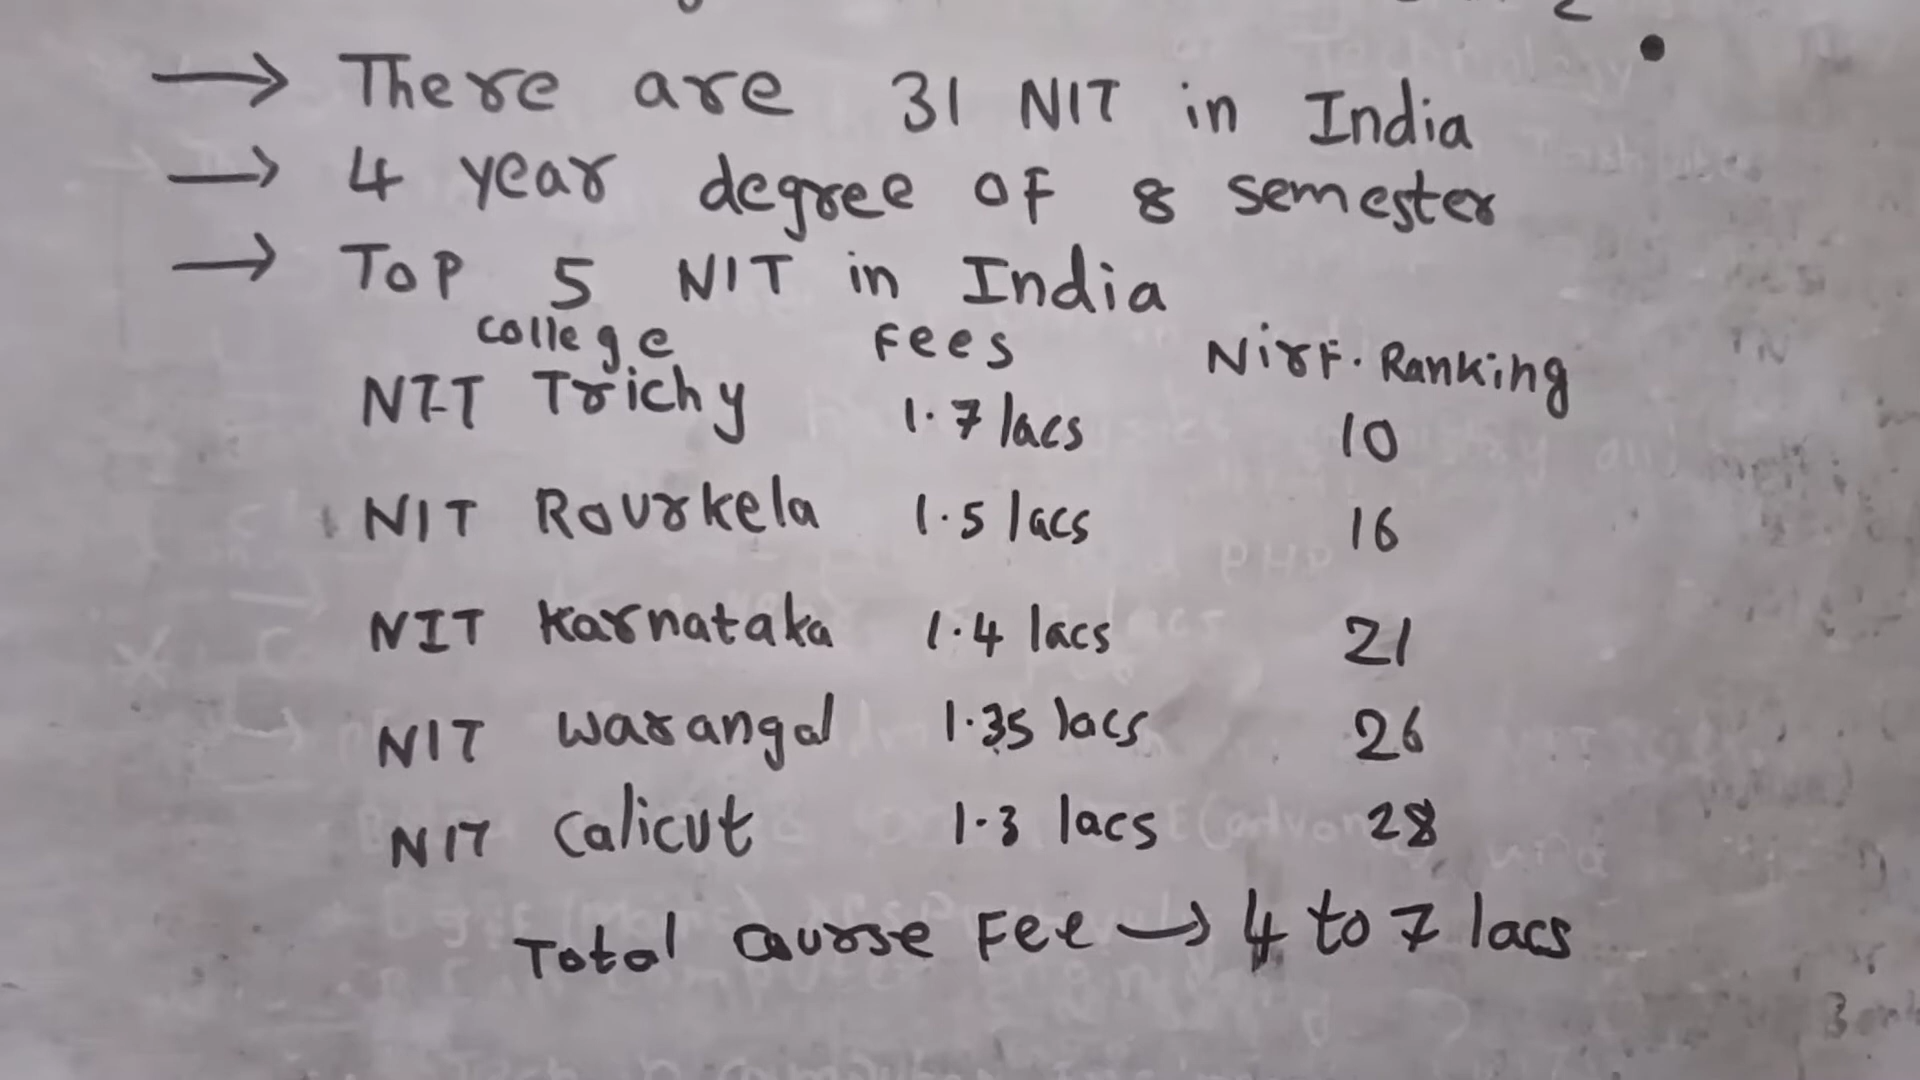 → There are 31 NIT in India
→ 4 year degree OF 8 semester
→ TOP 5 NIT in India
college Fees Nirf. Ranking
NIT Trichy 1.7 lacs 10
NIT Rourkela 1.5 lacs 16
NIT Karnataka 1.4 lacs 21
NIT Warangal 1.35 lacs 26
NIT Calicut 1.3 lacs 28
Total Course Fee → 4 to 7 lacs